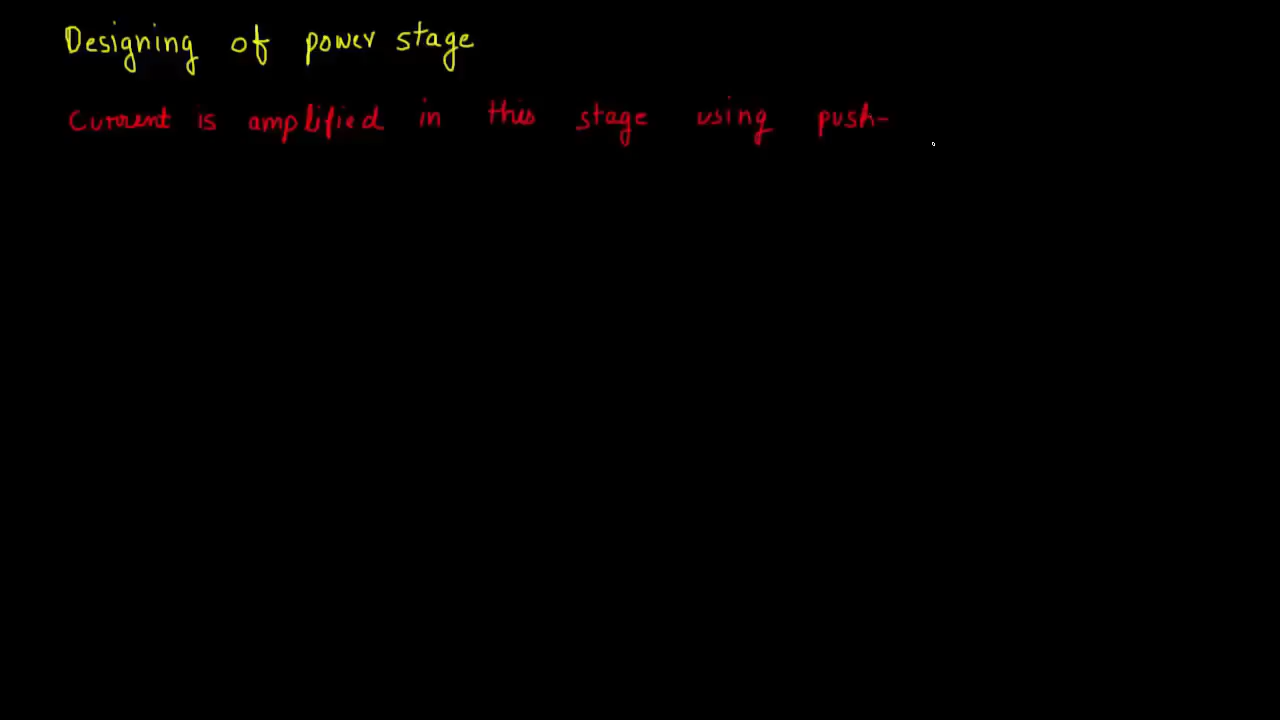 Designing of power stage
Current is amplified in this stage using push-